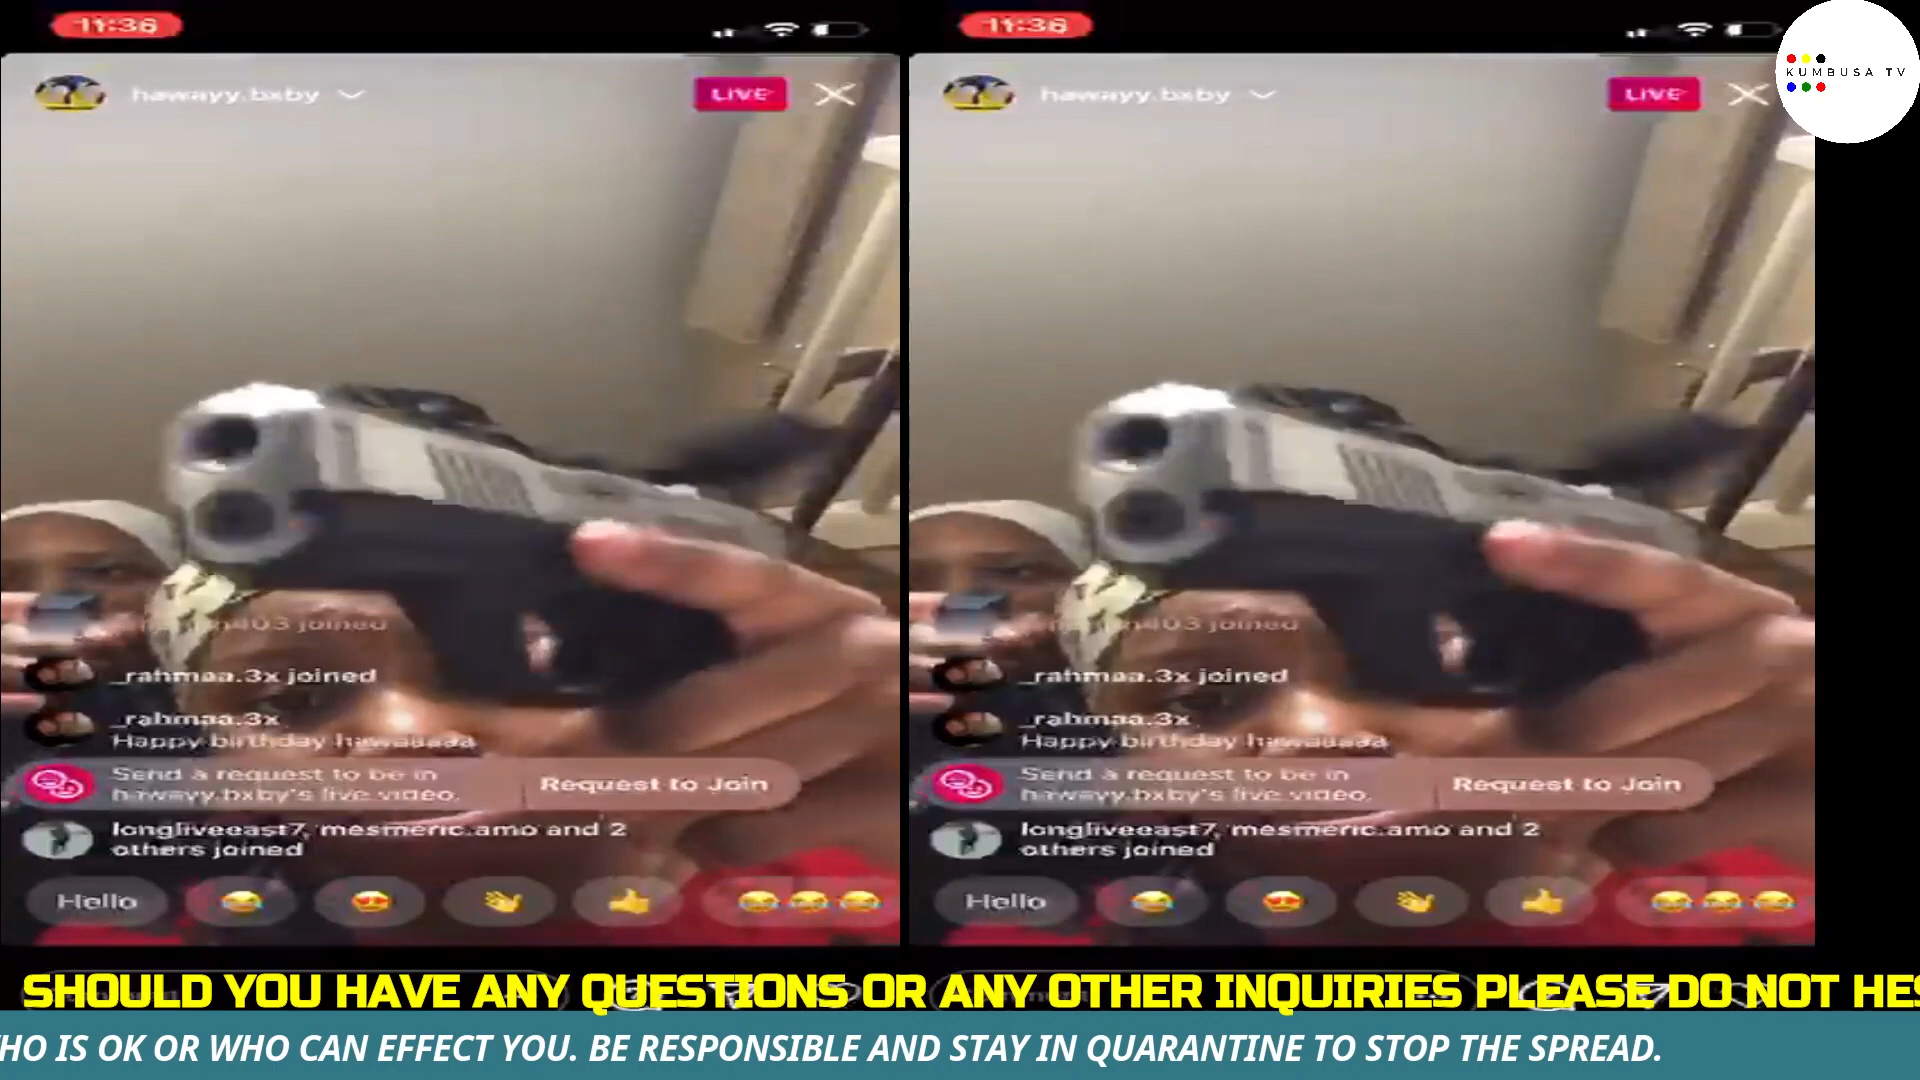 11:36
11:36
KUMBUSA TV
hawayy.bxby
LIVE
hawayy.bxby
LIVE
joined
_rahmaa.3x joined
_rahmaa.3x
Happy birthday hawaaaaa
Send a request to be in
hawayy.bxby's live video.
Request to Join
longliveeast7, mesmeric.amo and 2
others joined
Hello
joined
_rahmaa.3x joined
_rahmaa.3x
Happy birthday hawaaaaa
Send a request to be in
hawayy.bxby's live video.
Request to Join
longliveeast7, mesmeric.amo and 2
others joined
Hello
SHOULD YOU HAVE ANY QUESTIONS OR ANY OTHER INQUIRIES PLEASE DO NOT HES
HO IS OK OR WHO CAN EFFECT YOU. BE RESPONSIBLE AND STAY IN QUARANTINE TO STOP THE SPREAD.